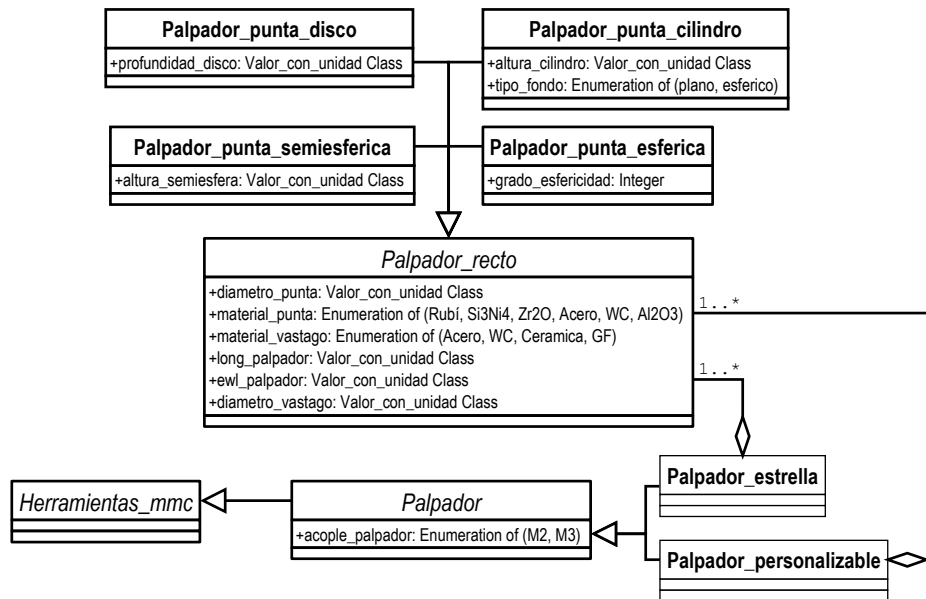 Palpador_punta_disco
+profundidad_disco: Valor_con_unidad Class
Palpador_punta_cilindro
+altura_cilindro: Valor_con_unidad Class
+tipo_fondo: Enumeration of (plano, esferico)
Palpador_punta_semiesferica
+altura_semiesfera: Valor_con_unidad Class
Palpador_punta_esferica
+grado_esfericidad: Integer
Palpador_recto
+diametro_punta: Valor_con_unidad Class
+material_punta: Enumeration of (Rubí, Si3Ni4, Zr2O, Acero, WC, Al2O3)
+material_vastago: Enumeration of (Acero, WC, Ceramica, GF)
+long_palpador: Valor_con_unidad Class
+ewl_palpador: Valor_con_unidad Class
+diametro_vastago: Valor_con_unidad Class
1..*
1..*
Palpador_estrella
Herramientas_mmc
Palpador
+acople_palpador: Enumeration of (M2, M3)
Palpador_personalizable